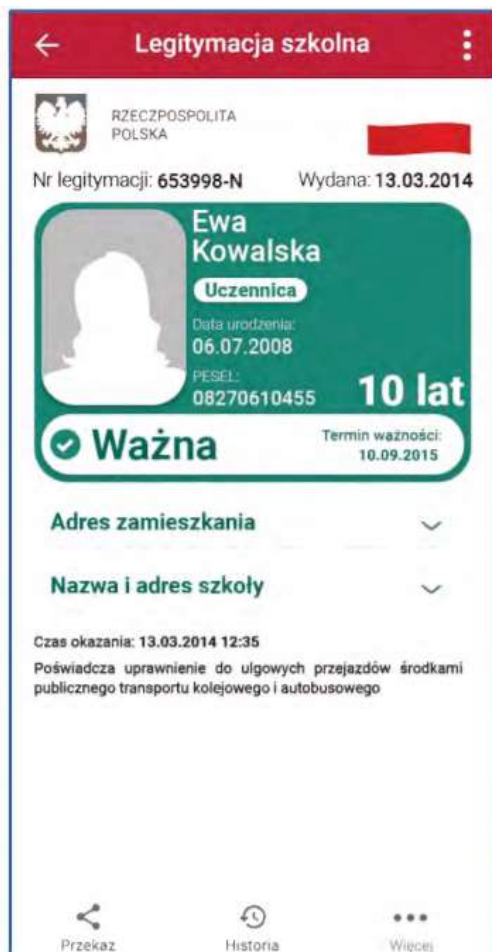 Legitymacja szkolna
RZECZPOSPOLITA
POLSKA
Nr legitymacji: 653998-N Wydana: 13.03.2014
Ewa
Kowalska
Uczennica
Data urodzenia:
06.07.2008
PESEL:
08270610455 10 lat
Ważna
Termin ważności:
10.09.2015
Adres zamieszkania
Nazwa i adres szkoły
Czas okazania: 13.03.2014 12:35
Poświadcza uprawnienie do ulgowych przejazdów środkami
publicznego transportu kolejowego i autobusowego
Przekaz Historia Więcej